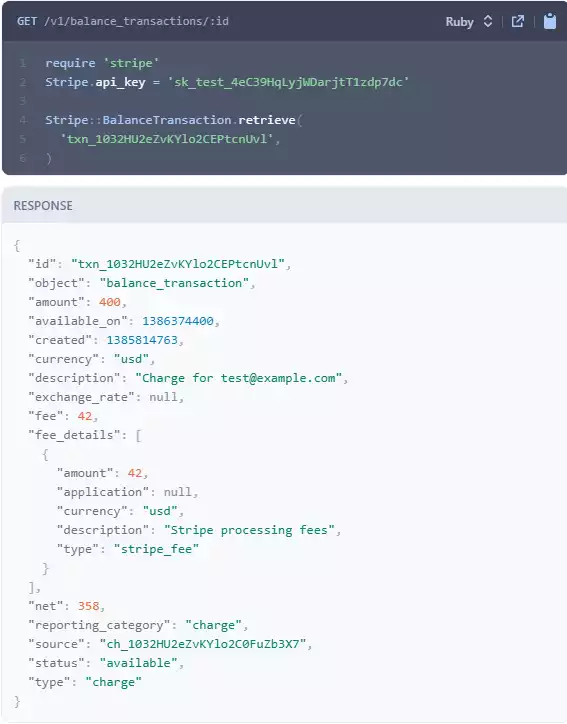 GET /v1/balance_transactions/:id Ruby
1 require 'stripe'
2 Stripe.api_key = 'sk_test_4eC39HqLyjWDarjtT1zdp7dc'
3
4 Stripe::BalanceTransaction.retrieve(
5 'txn_1032HU2eZvKYlo2CEPtcnUvl',
6 )
RESPONSE
{
"id": "txn_1032HU2eZvKYlo2CEPtcnUvl",
"object": "balance_transaction",
"amount": 400,
"available_on": 1386374400,
"created": 1385814763,
"currency": "usd",
"description": "Charge for test@example.com",
"exchange_rate": null,
"fee": 42,
"fee_details": [
{
"amount": 42,
"application": null,
"currency": "usd",
"description": "Stripe processing fees",
"type": "stripe_fee"
}
],
"net": 358,
"reporting_category": "charge",
"source": "ch_1032HU2eZvKYlo2C0FuZb3X7",
"status": "available",
"type": "charge"
}